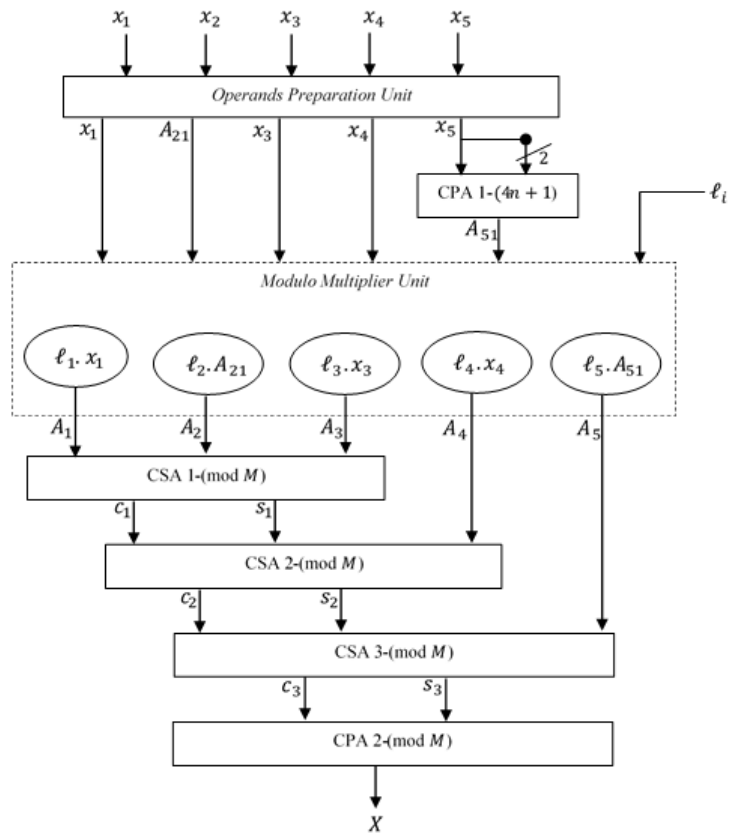 x₁ x₂ x₃ x₄ x₅
Operands Preparation Unit
x₁ A₂₁ x₃ x₄ x₅
2
CPA 1-(4n + 1)
ℓᵢ
A₅₁
Modulo Multiplier Unit
ℓ₁. x₁ ℓ₂. A₂₁ ℓ₃. x₃ ℓ₄. x₄ ℓ₅. A₅₁
A₁ A₂ A₃ A₄ A₅
CSA 1-(mod M)
c₁ s₁
CSA 2-(mod M)
c₂ s₂
CSA 3-(mod M)
c₃ s₃
CPA 2-(mod M)
X